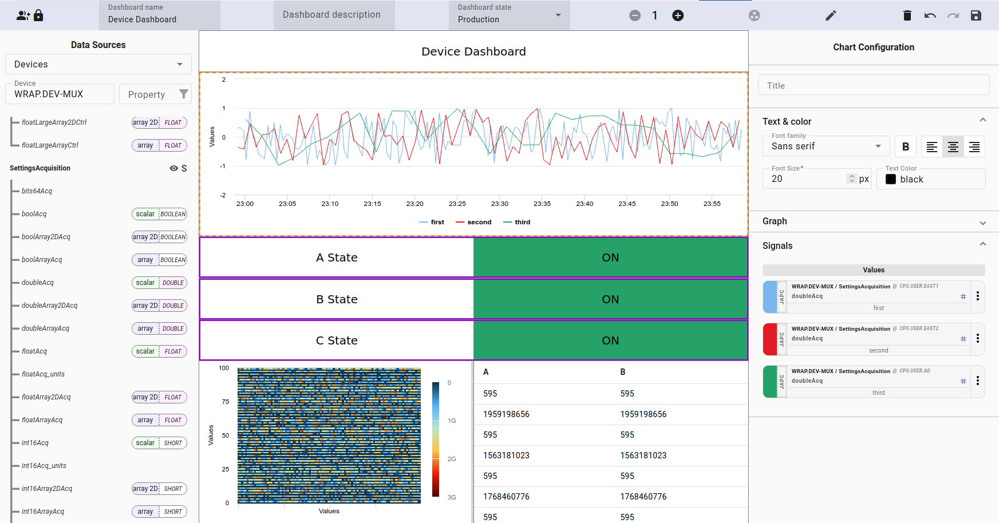 Dashboard name
Device Dashboard
Dashboard description
Dashboard state
Production
1
Data Sources
Devices
Device
WRAP.DEV-MUX
Property
floatLargeArray2DCtrl array 2D FLOAT
floatLargeArrayCtrl array FLOAT
SettingsAcquisition S
bits64Acq
boolAcq scalar BOOLEAN
boolArray2DAcq array 2D BOOLEAN
boolArrayAcq array BOOLEAN
doubleAcq scalar DOUBLE
doubleArray2DAcq array 2D DOUBLE
doubleArrayAcq array DOUBLE
floatAcq scalar FLOAT
floatAcq_units
floatArray2DAcq array 2D FLOAT
floatArrayAcq array FLOAT
int16Acq scalar SHORT
int16Acq_units
int16Array2DAcq array 2D SHORT
int16ArrayAcq array SHORT
Device Dashboard
2
1
0
-1
-2
Values
23:00 23:05 23:10 23:15 23:20 23:25 23:30 23:35 23:40 23:45 23:50 23:55
first second third
A State ON
B State ON
C State ON
100
75
50
25
0
Values
Values
0
1G
2G
3G
A B
595 595
1959198656 1959198656
595 595
1563181023 1563181023
595 595
1768460776 1768460776
595 595
Chart Configuration
Title
Text & color
Font family
Sans serif
B
Font Size*
20 px
Text Color
black
Graph
Signals
Values
JAPC
WRAP.DEV-MUX / SettingsAcquisition @ CPS.USER.EAST1
doubleAcq #
first
JAPC
WRAP.DEV-MUX / SettingsAcquisition @ CPS.USER.EAST2
doubleAcq #
second
JAPC
WRAP.DEV-MUX / SettingsAcquisition @ CPS.USER.AD
doubleAcq #
third